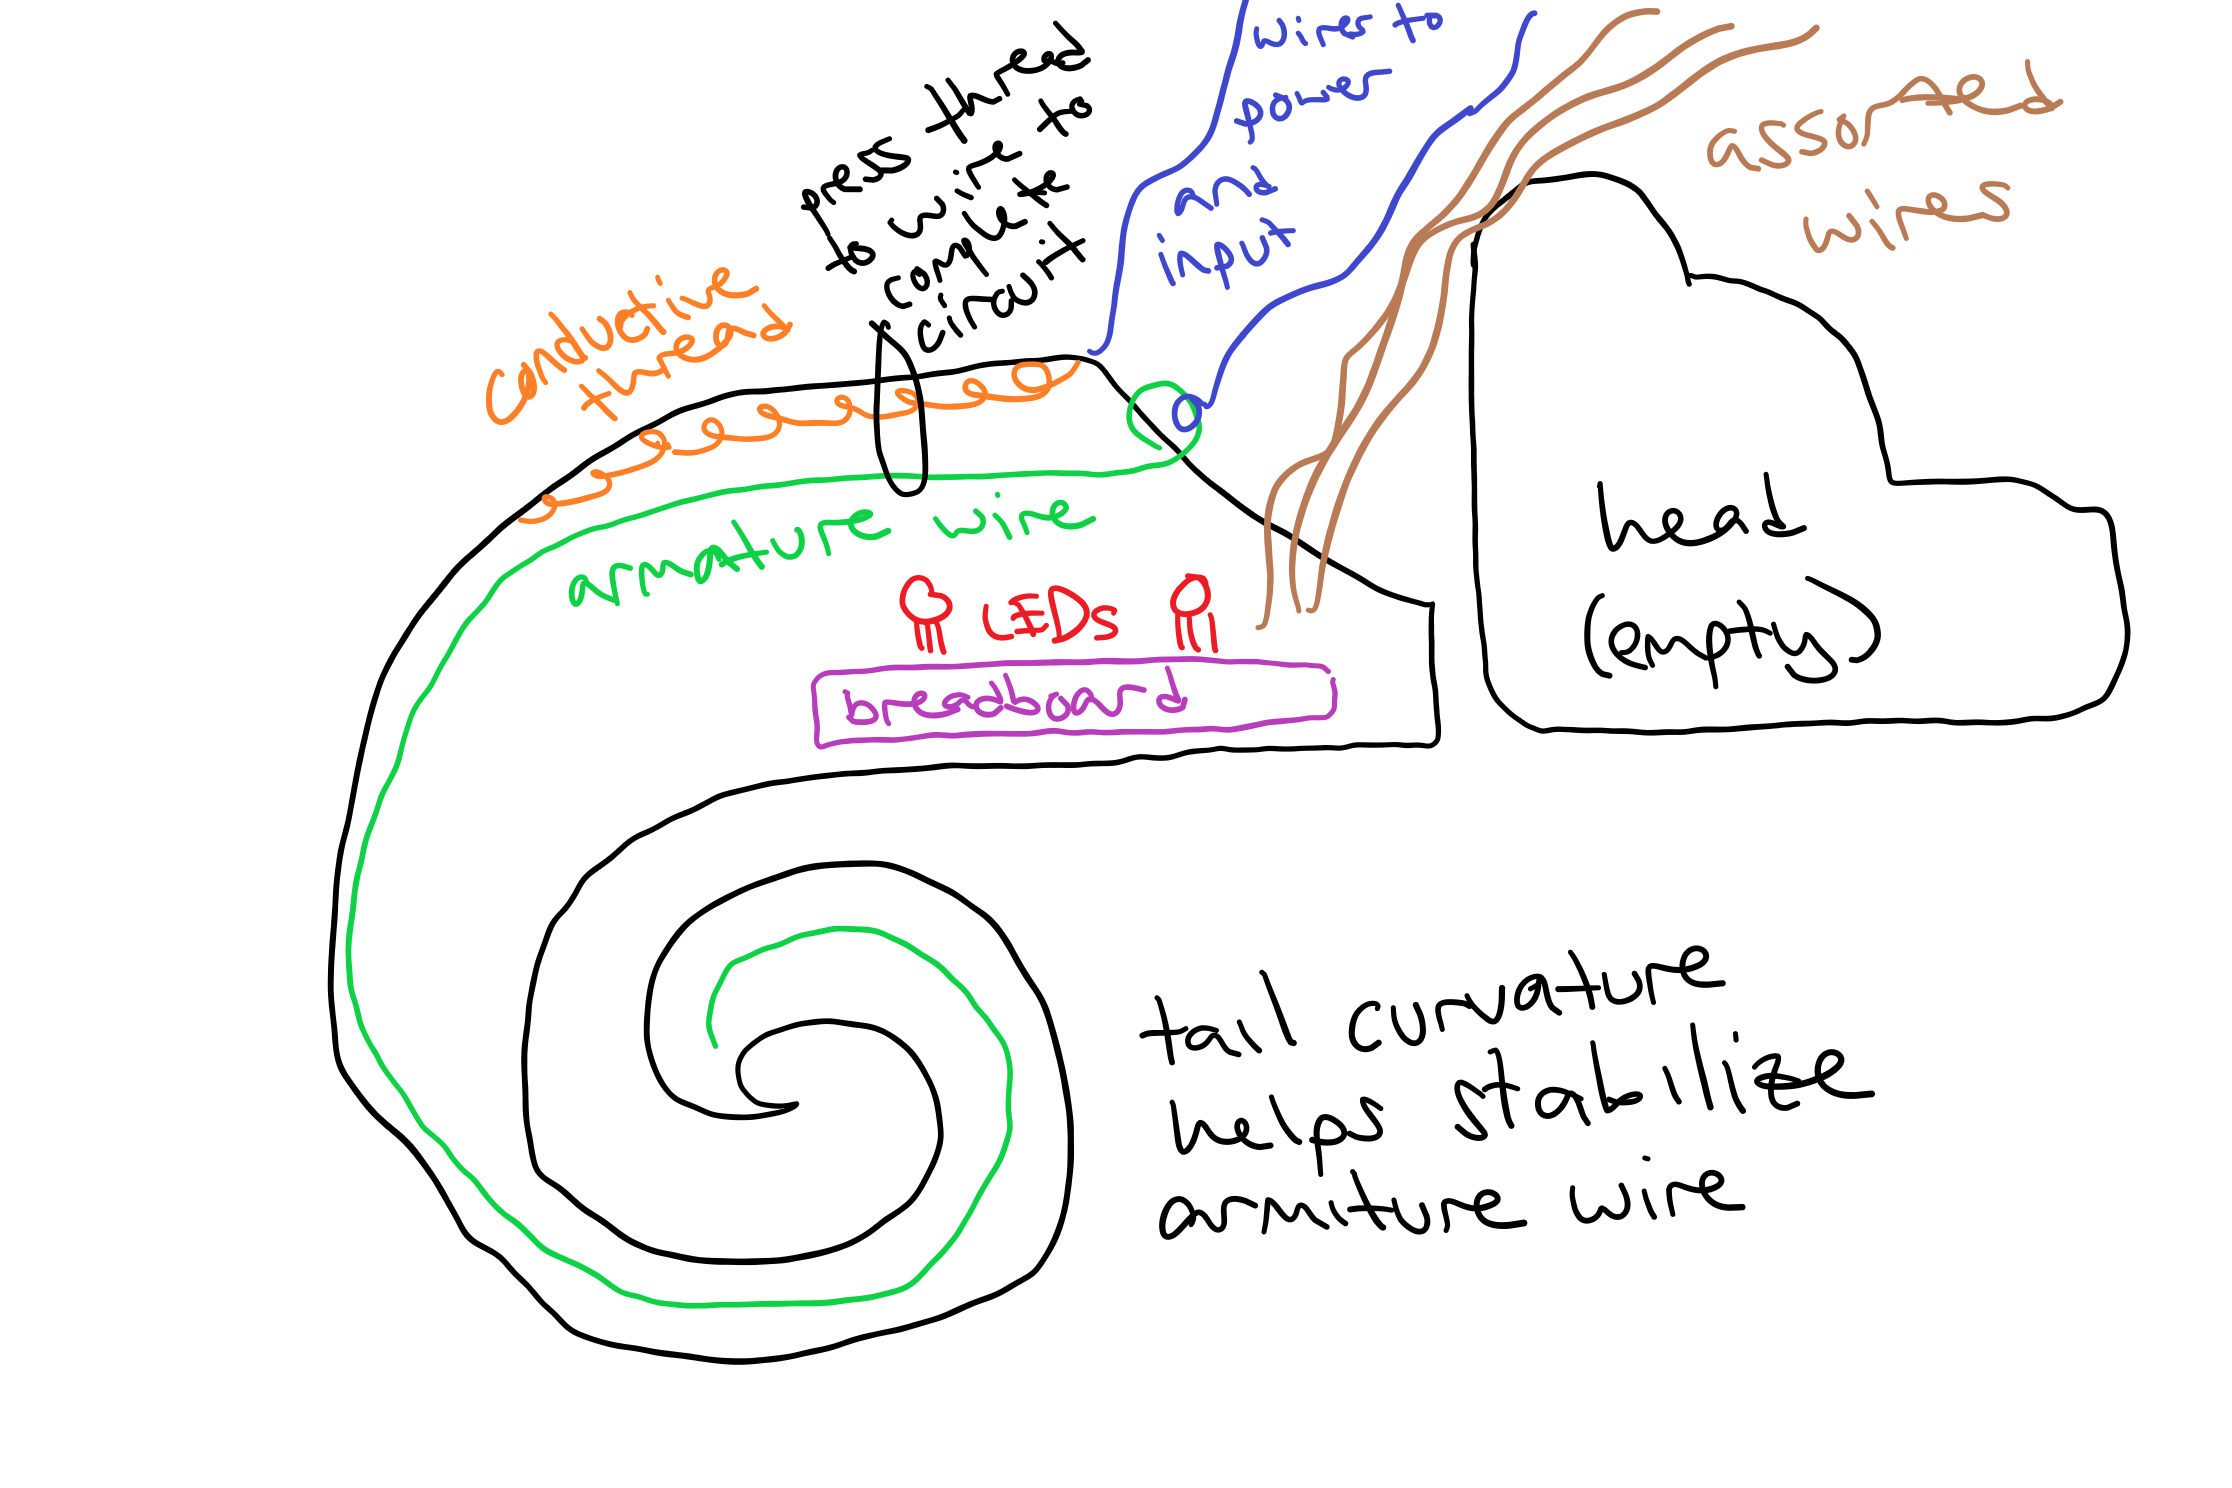 press thread
to wire to
complete
circuit
wires to
power
and
input
assorted
wires
conductive
thread
armature wire
LEDs
breadboard
head
(empty)
tail curvature
helps stabilize
armiture wire